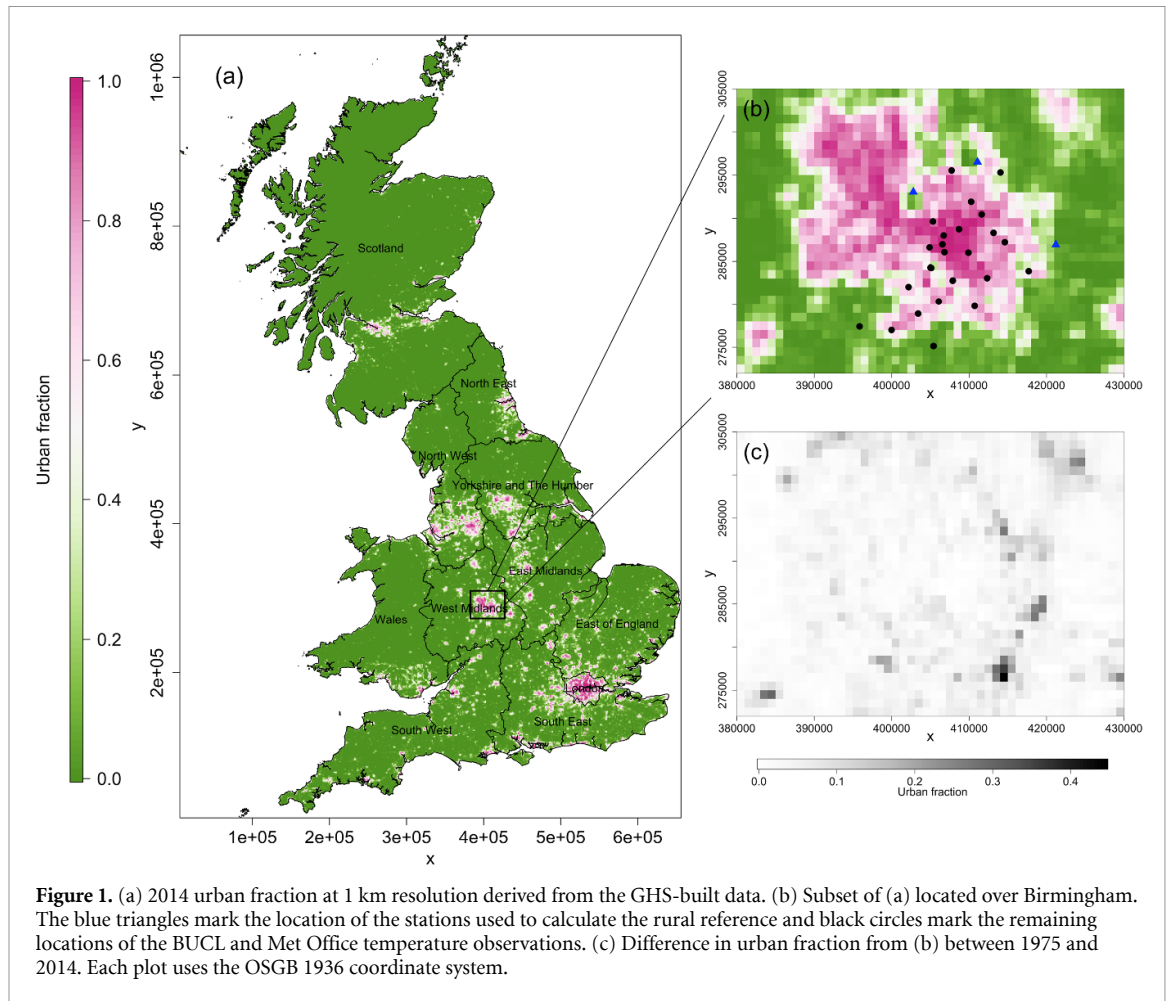 (a)
1.0
0.8
0.6
0.4
0.2
0.0
Urban fraction
1e+06
8e+05
6e+05
4e+05
2e+05
y
1e+05 2e+05 3e+05 4e+05 5e+05 6e+05
x
Scotland
North East
North West
Yorkshire and The Humber
East Midlands
West Midlands
Wales
East of England
London
South East
South West
(b)
305000
295000
285000
275000
y
380000 390000 400000 410000 420000 430000
x
(c)
305000
295000
285000
275000
y
380000 390000 400000 410000 420000 430000
x
0.0 0.1 0.2 0.3 0.4
Urban fraction
Figure 1. (a) 2014 urban fraction at 1 km resolution derived from the GHS-built data. (b) Subset of (a) located over Birmingham.
The blue triangles mark the location of the stations used to calculate the rural reference and black circles mark the remaining
locations of the BUCL and Met Office temperature observations. (c) Difference in urban fraction from (b) between 1975 and
2014. Each plot uses the OSGB 1936 coordinate system.